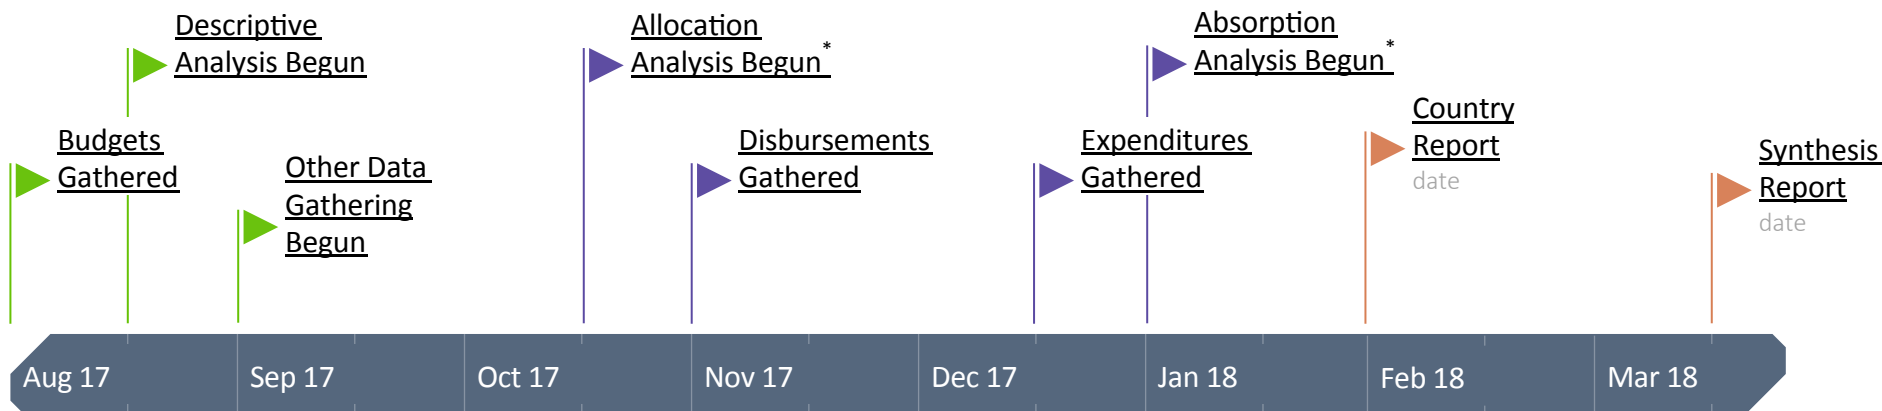 Descriptive
Analysis Begun
Allocation
Analysis Begun*
Absorption
Analysis Begun*
Budgets
Gathered
Other Data
Gathering
Begun
Disbursements
Gathered
Expenditures
Gathered
Country
Report
date
Synthesis
Report
date
Aug 17
Sep 17
Oct 17
Nov 17
Dec 17
Jan 18
Feb 18
Mar 18